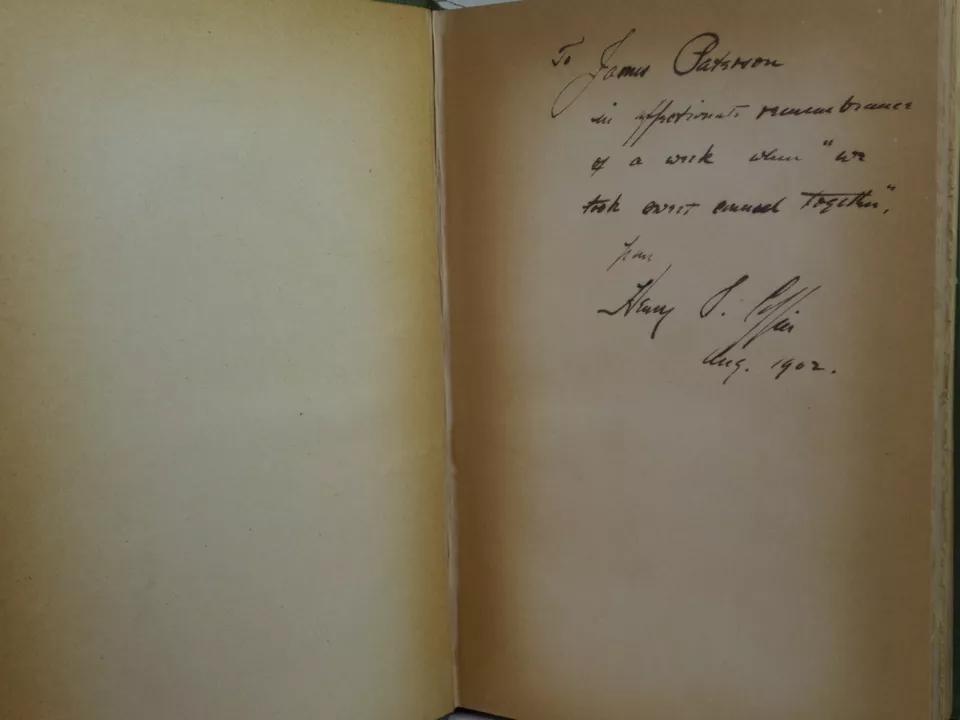 To James Paterson
in affectionate remembrance
of a week when "we
took sweet counsel together",
from
Henry S. Coffin
Aug. 1902.